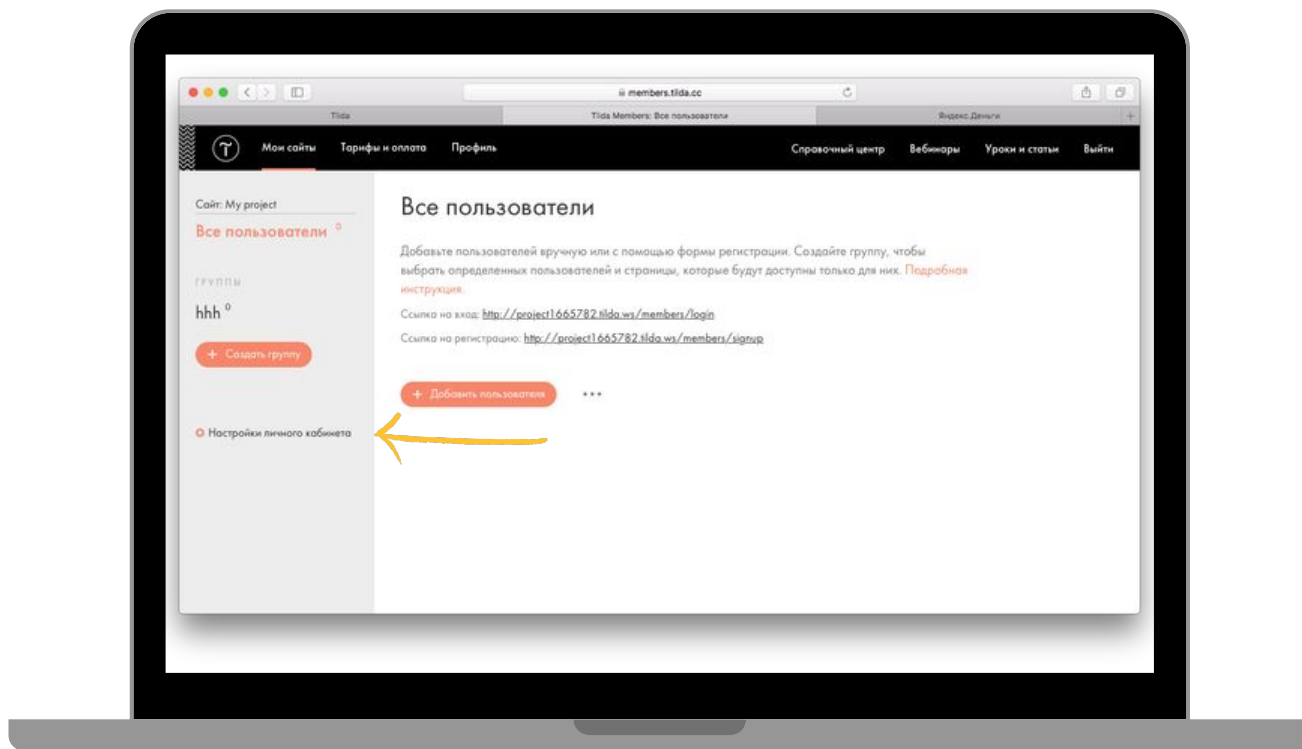 members.tilda.cc
Tilda
Tilda Members: Все пользователи
Яндекс.Деньги
Мои сайты
Тарифы и оплата
Профиль
Справочный центр
Вебинары
Уроки и статьи
Выйти
Сайт: My project
Все пользователи 0
ГРУППЫ
hhh 0
+ Создать группу
Настройки личного кабинета
Все пользователи
Добавьте пользователей вручную или с помощью формы регистрации. Создайте группу, чтобы
выбрать определенных пользователей и страницы, которые будут доступны только для них. Подробная
инструкция.
Ссылка на вход: http://project1665782.tilda.ws/members/login
Ссылка на регистрацию: http://project1665782.tilda.ws/members/signup
+ Добавить пользователя